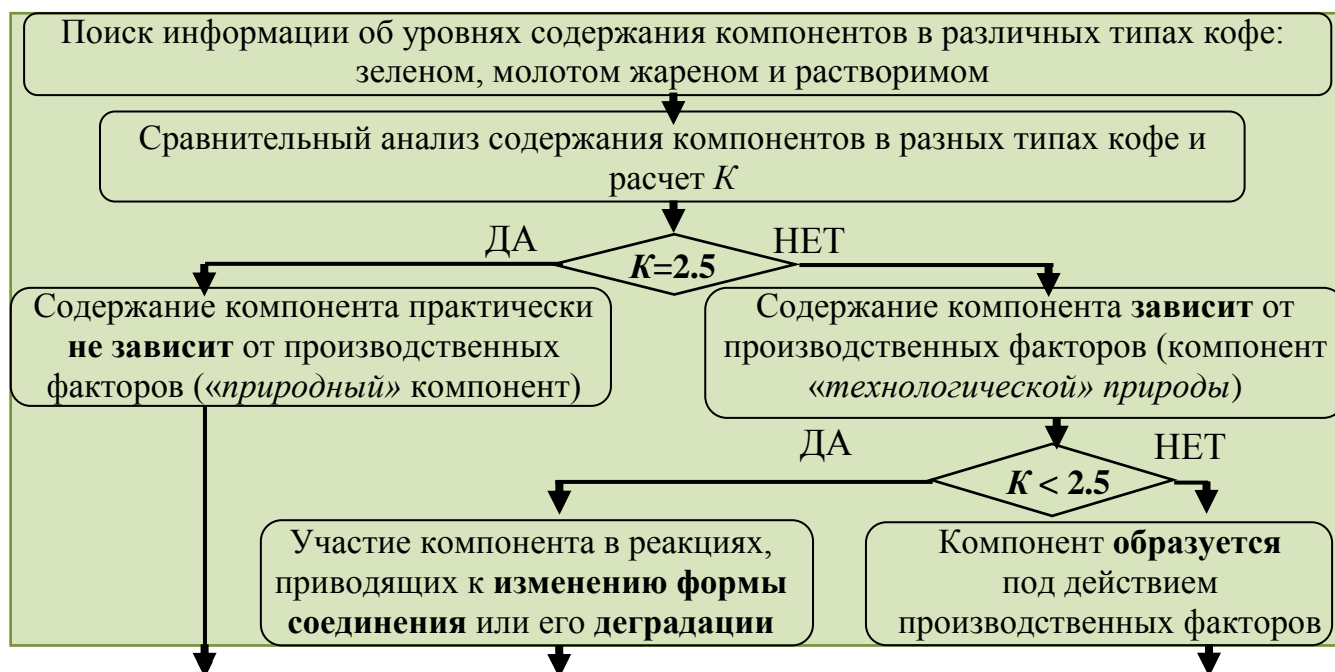 Поиск информации об уровнях содержания компонентов в различных типах кофе:
зеленом, молотом жареном и растворимом
Сравнительный анализ содержания компонентов в разных типах кофе и
расчет К
ДА
НЕТ
К=2.5
Содержание компонента практически
не зависит от производственных
факторов («природный» компонент)
Содержание компонента зависит от
производственных факторов (компонент
«технологической» природы)
ДА
НЕТ
К < 2.5
Участие компонента в реакциях,
приводящих к изменению формы
соединения или его деградации
Компонент образуется
под действием
производственных факторов